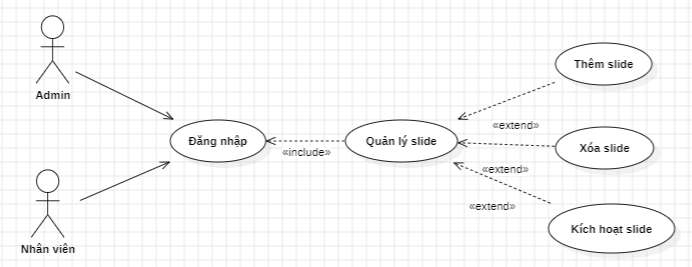 Admin
Nhân viên
Đăng nhập
«include»
Quản lý slide
Thêm slide
«extend»
Xóa slide
«extend»
«extend»
Kích hoạt slide